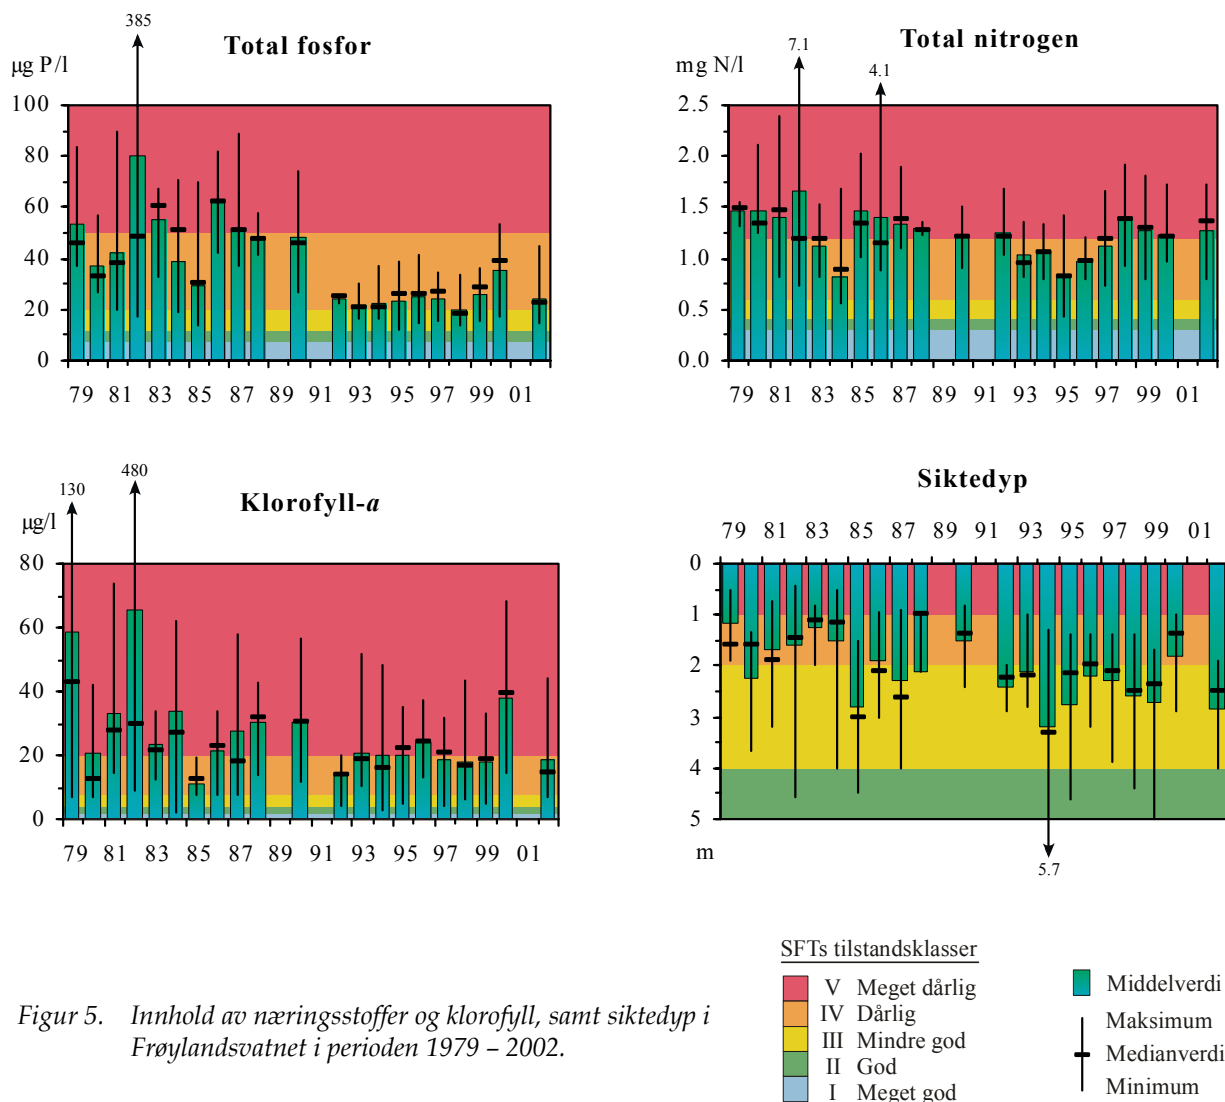 385
Total fosfor
µg P/l
100
80
60
40
20
0
79 81 83 85 87 89 91 93 95 97 99 01
7.1
4.1
Total nitrogen
mg N/l
2.5
2.0
1.5
1.0
0.5
0.0
79 81 83 85 87 89 91 93 95 97 99 01
130
480
Klorofyll-a
µg/l
80
60
40
20
0
79 81 83 85 87 89 91 93 95 97 99 01
Siktedyp
79 81 83 85 87 89 91 93 95 97 99 01
0
1
2
3
4
5
m
5.7
SFTs tilstandsklasser
V Meget dårlig
IV Dårlig
III Mindre god
II God
I Meget god
Middelverdi
Maksimum
Medianverdi
Minimum
Figur 5. Innhold av næringsstoffer og klorofyll, samt siktedyp i
Frøylandsvatnet i perioden 1979 – 2002.